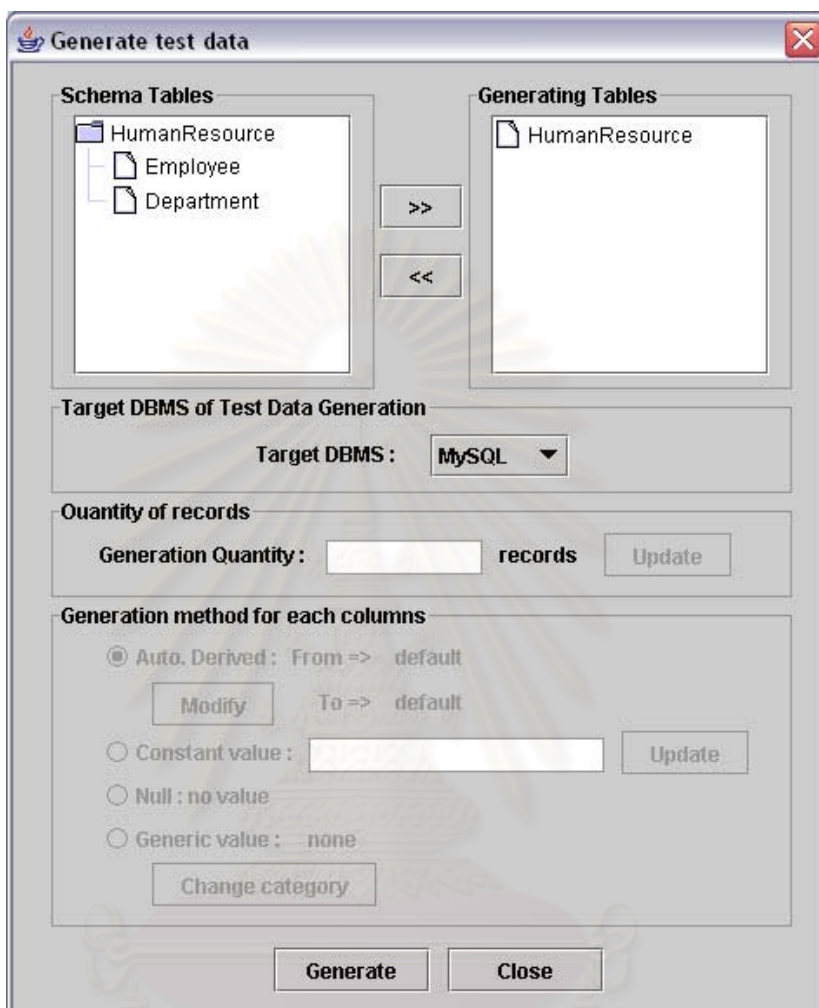 Generate test data
Schema Tables
HumanResource
Employee
Department
>>
<<
Generating Tables
HumanResource
Target DBMS of Test Data Generation
Target DBMS : MySQL
Quantity of records
Generation Quantity : records Update
Generation method for each columns
Auto. Derived : From => default
Modify To => default
Constant value : Update
Null : no value
Generic value : none
Change category
Generate Close